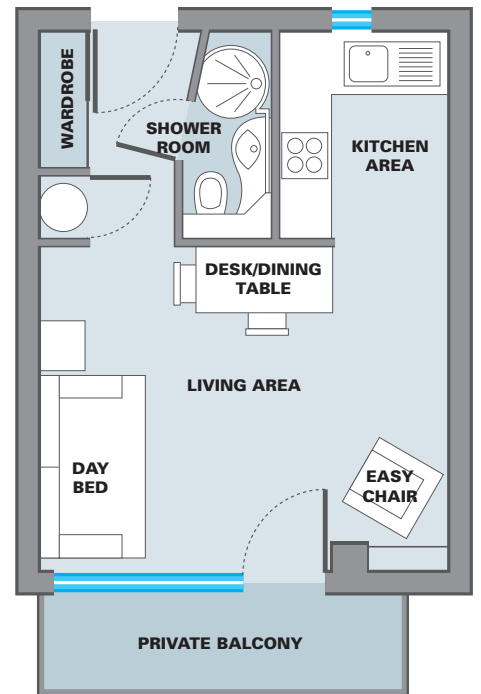 WARDROBE
SHOWER
ROOM
KITCHEN
AREA
DESK/DINING
TABLE
LIVING AREA
DAY
BED
EASY
CHAIR
PRIVATE BALCONY